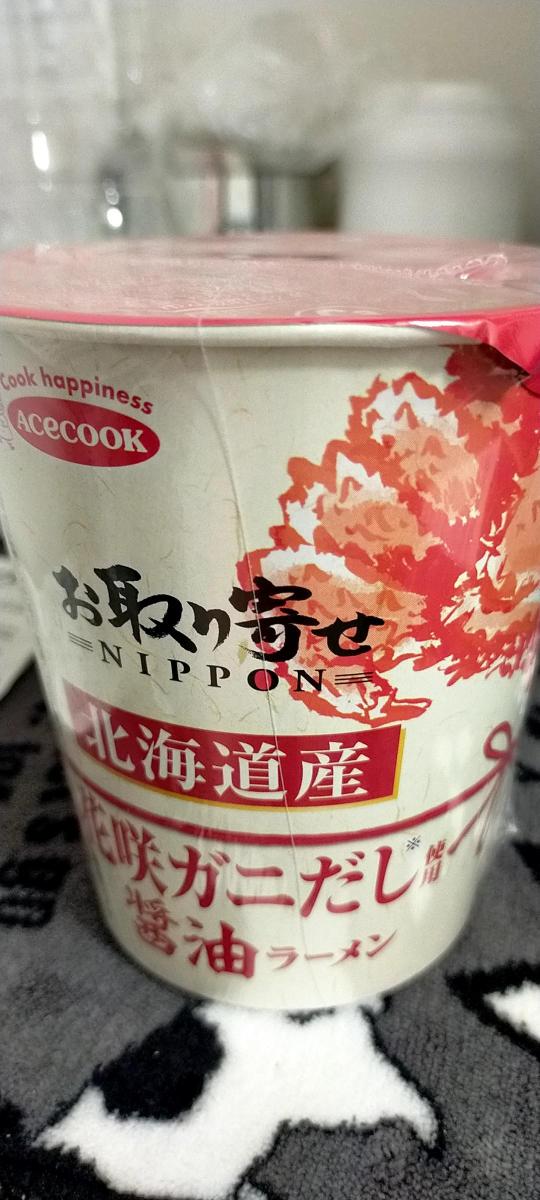 Cook happiness
Acecook
お取り寄せ
NIPPON
北海道産
花咲ガニだし※使用
醤油ラーメン